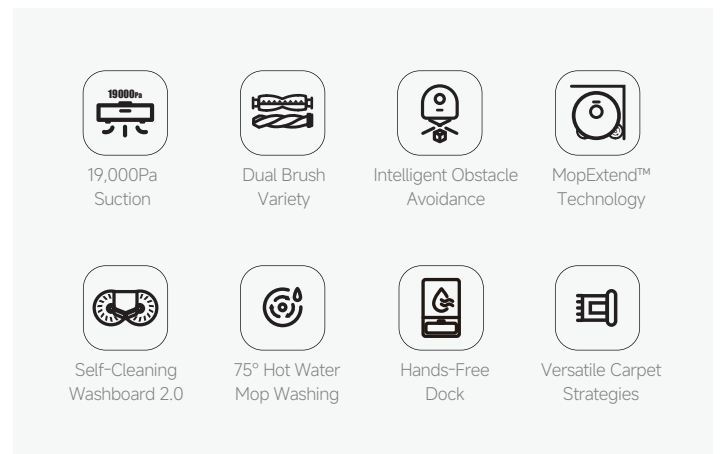 19000Pa
19,000Pa
Suction
Dual Brush
Variety
Intelligent Obstacle
Avoidance
MopExtend™
Technology
Self-Cleaning
Washboard 2.0
75° Hot Water
Mop Washing
Hands-Free
Dock
Versatile Carpet
Strategies